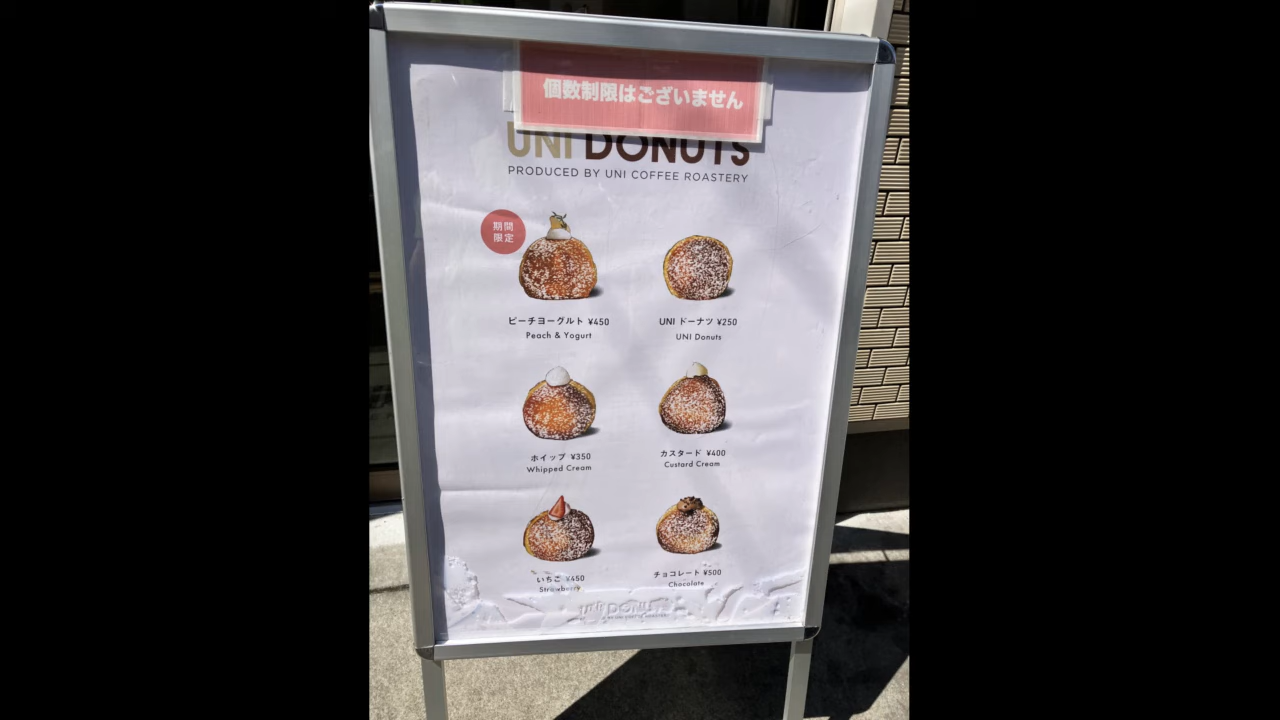 個数制限はございません
UNI DONUTS
PRODUCED BY UNI COFFEE ROASTERY
期間
限定
ピーチヨーグルト ¥450
Peach & Yogurt
UNI ドーナツ ¥250
UNI Donuts
ホイップ ¥350
Whipped Cream
カスタード ¥400
Custard Cream
いちご ¥450
Strawberry
チョコレート ¥500
Chocolate
UNI DONUTS